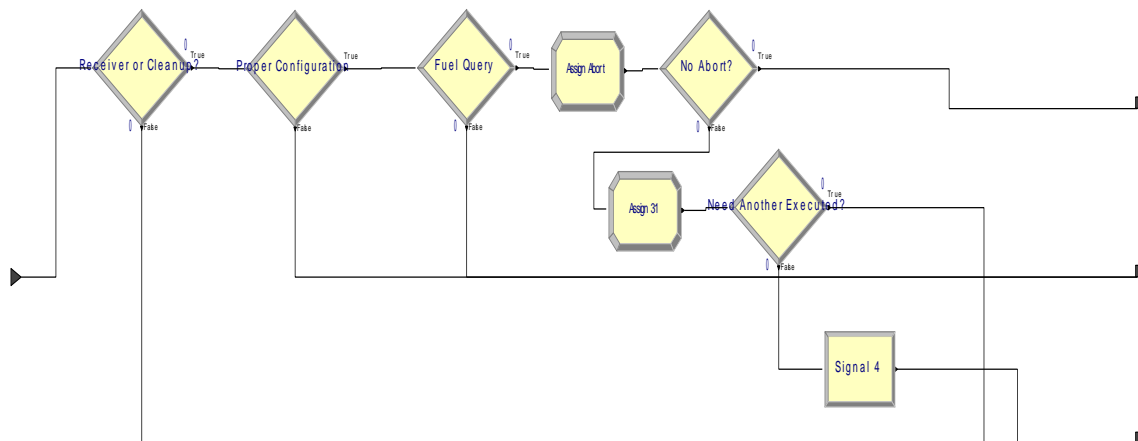 Receiver or Cleanup?
0
True
0
False
Proper Configuration
True
False
Fuel Query
0
True
0
False
Assign Abort
No Abort?
0
True
0
False
Assign 31
Need Another Executed?
0
True
0
False
Signal 4